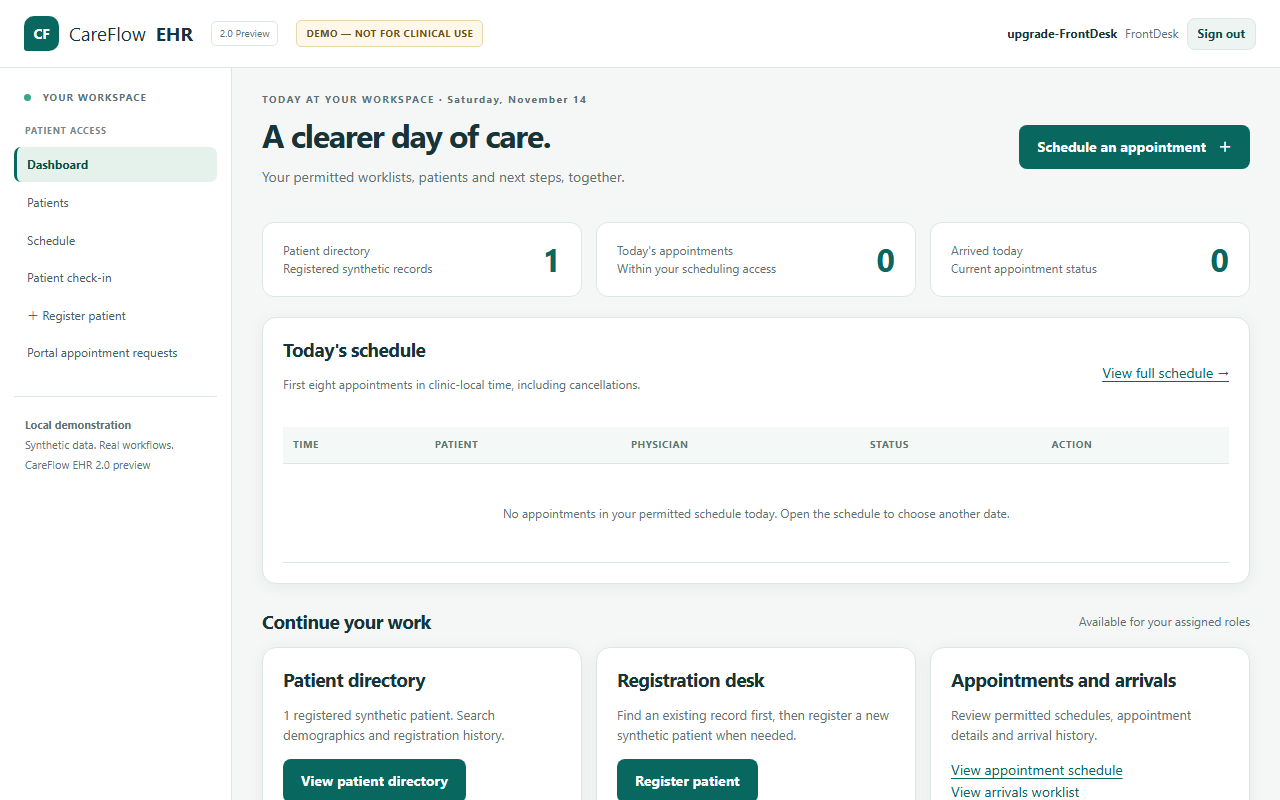 CF CareFlow EHR 2.0 Preview DEMO — NOT FOR CLINICAL USE upgrade-FrontDesk FrontDesk Sign out
YOUR WORKSPACE
PATIENT ACCESS
Dashboard
Patients
Schedule
Patient check-in
+ Register patient
Portal appointment requests
Local demonstration
Synthetic data. Real workflows.
CareFlow EHR 2.0 preview
TODAY AT YOUR WORKSPACE · Saturday, November 14
A clearer day of care.
Your permitted worklists, patients and next steps, together.
Schedule an appointment +
Patient directory
Registered synthetic records
1
Today's appointments
Within your scheduling access
0
Arrived today
Current appointment status
0
Today's schedule
First eight appointments in clinic-local time, including cancellations.
View full schedule →
TIME PATIENT PHYSICIAN STATUS ACTION
No appointments in your permitted schedule today. Open the schedule to choose another date.
Continue your work
Available for your assigned roles
Patient directory
1 registered synthetic patient. Search
demographics and registration history.
View patient directory
Registration desk
Find an existing record first, then register a new
synthetic patient when needed.
Register patient
Appointments and arrivals
Review permitted schedules, appointment
details and arrival history.
View appointment schedule
View arrivals worklist